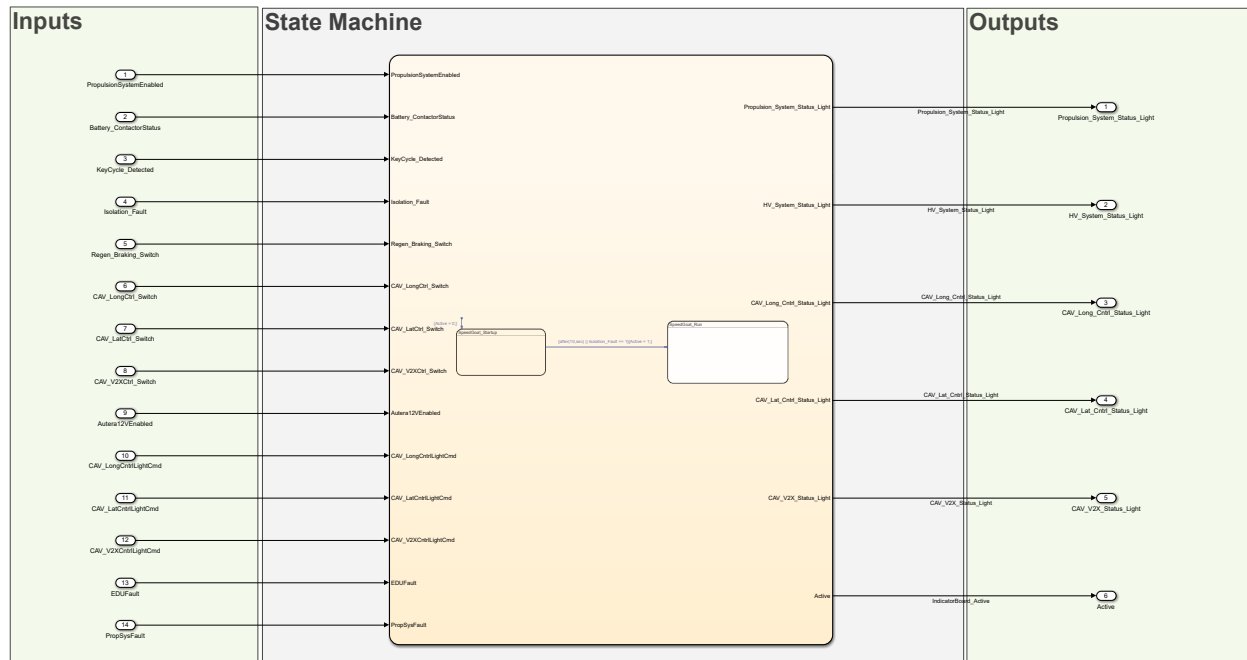 Inputs
State Machine
Outputs
1
PropulsionSystemEnabled
2
Battery_ContactorStatus
3
KeyCycle_Detected
4
Isolation_Fault
5
Regen_Braking_Switch
6
CAV_LongCtrl_Switch
7
CAV_LatCtrl_Switch
8
CAV_V2XCtrl_Switch
9
Autera12VEnabled
10
CAV_LongCntrlLightCmd
11
CAV_LatCntrlLightCmd
12
CAV_V2XCntrlLightCmd
13
EDUFault
14
PropSysFault
PropulsionSystemEnabled
Battery_ContactorStatus
KeyCycle_Detected
Isolation_Fault
Regen_Braking_Switch
CAV_LongCtrl_Switch
CAV_LatCtrl_Switch
CAV_V2XCtrl_Switch
Autera12VEnabled
CAV_LongCntrlLightCmd
CAV_LatCntrlLightCmd
CAV_V2XCntrlLightCmd
EDUFault
PropSysFault
SpeedGoat_Startup
SpeedGoat_Run
Propulsion_System_Status_Light
HV_System_Status_Light
CAV_Long_Cntrl_Status_Light
CAV_Lat_Cntrl_Status_Light
CAV_V2X_Status_Light
Active
Propulsion_System_Status_Light
HV_System_Status_Light
CAV_Long_Cntrl_Status_Light
CAV_Lat_Cntrl_Status_Light
CAV_V2X_Status_Light
IndicatorBoard_Active
1
Propulsion_System_Status_Light
2
HV_System_Status_Light
3
CAV_Long_Cntrl_Status_Light
4
CAV_Lat_Cntrl_Status_Light
5
CAV_V2X_Status_Light
6
Active